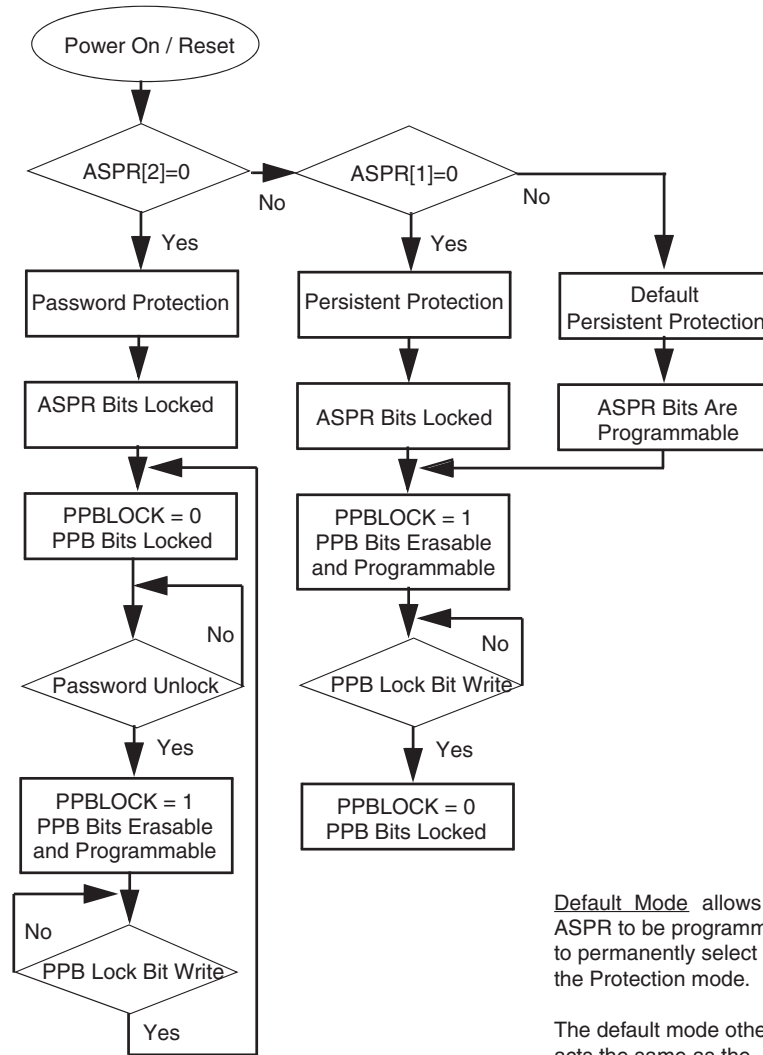 Power On / Reset
ASPR[2]=0
ASPR[1]=0
No
No
Yes
Yes
Password Protection
Persistent Protection
Default
Persistent Protection
ASPR Bits Locked
ASPR Bits Locked
ASPR Bits Are
Programmable
PPBLOCK = 0
PPB Bits Locked
PPBLOCK = 1
PPB Bits Erasable
and Programmable
No
No
Password Unlock
PPB Lock Bit Write
Yes
Yes
PPBLOCK = 1
PPB Bits Erasable
and Programmable
PPBLOCK = 0
PPB Bits Locked
No
PPB Lock Bit Write
Yes
Default Mode allows
ASPR to be
to permanently select
the Protection mode.
The default mode
acts the same as the